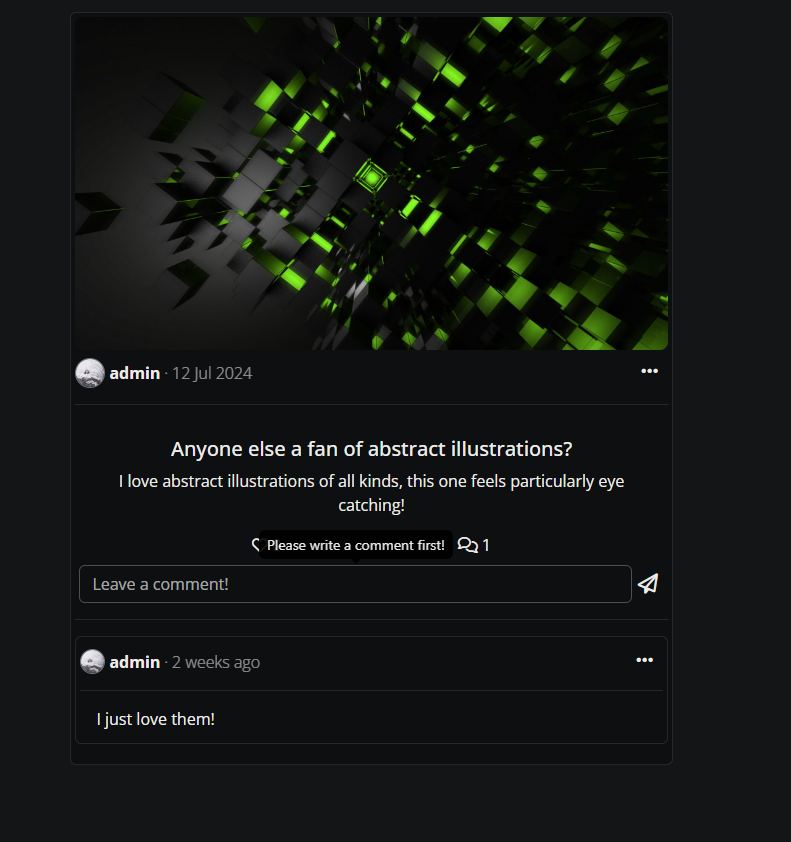 admin · 12 Jul 2024
Anyone else a fan of abstract illustrations?
I love abstract illustrations of all kinds, this one feels particularly eye
catching!
Please write a comment first! 1
Leave a comment!
admin · 2 weeks ago
I just love them!